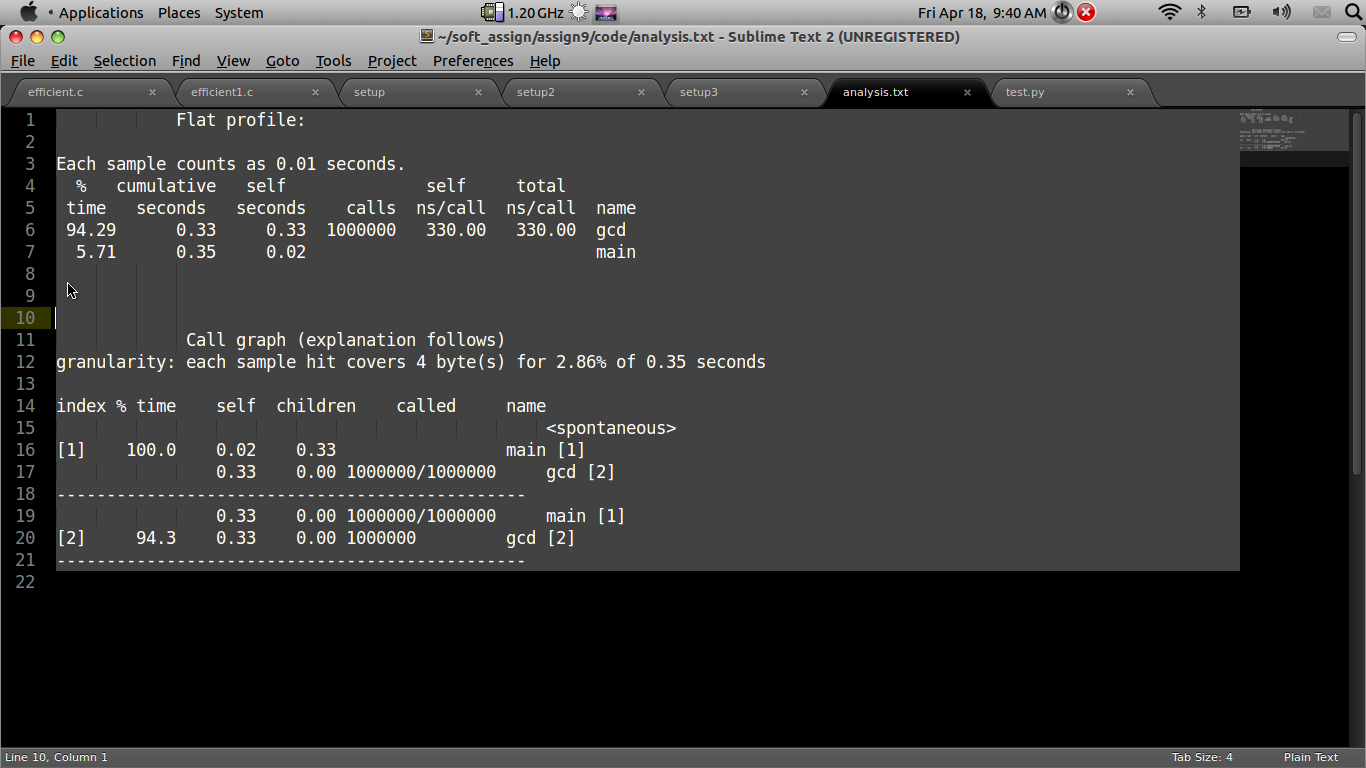 Applications Places System 1.20 GHz Fri Apr 18, 9:40 AM
~/soft_assign/assign9/code/analysis.txt - Sublime Text 2 (UNREGISTERED)
File Edit Selection Find View Goto Tools Project Preferences Help
efficient.c × efficient1.c × setup × setup2 × setup3 × analysis.txt × test.py ×
1 Flat profile:
2
3 Each sample counts as 0.01 seconds.
4 % cumulative self self total
5 time seconds seconds calls ns/call ns/call name
6 94.29 0.33 0.33 1000000 330.00 330.00 gcd
7 5.71 0.35 0.02 main
8
9
10
11 Call graph (explanation follows)
12 granularity: each sample hit covers 4 byte(s) for 2.86% of 0.35 seconds
13
14 index % time self children called name
15 <spontaneous>
16 [1] 100.0 0.02 0.33 main [1]
17 0.33 0.00 1000000/1000000 gcd [2]
18 -----------------------------------------------
19 0.33 0.00 1000000/1000000 main [1]
20 [2] 94.3 0.33 0.00 1000000 gcd [2]
21 -----------------------------------------------
22
Line 10, Column 1 Tab Size: 4 Plain Text